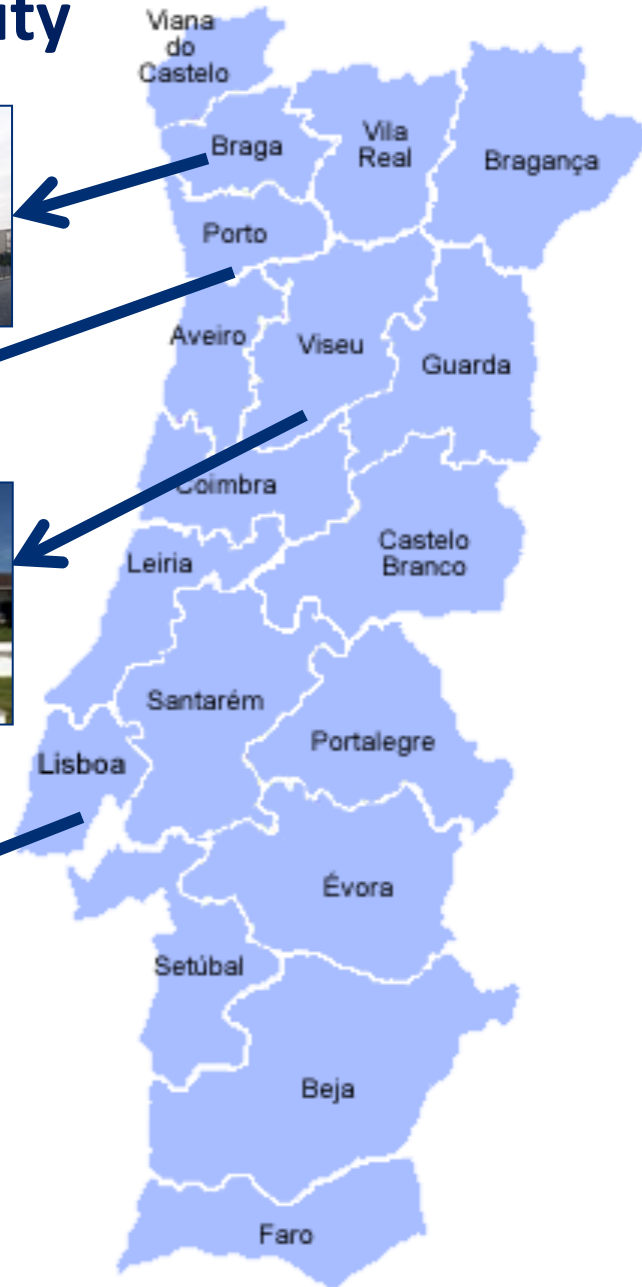 uty
Viana
do
Castelo
Braga
Vila
Real
Bragança
Porto
Aveiro
Viseu
Guarda
Coimbra
Castelo
Branco
Leiria
Santarém
Portalegre
Lisboa
Évora
Setúbal
Beja
Faro